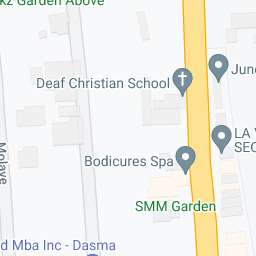 Garden Above
Deaf Christian School
June
LA
SEC
Molave
Bodicures Spa
SMM Garden
d Mba Inc - Dasma